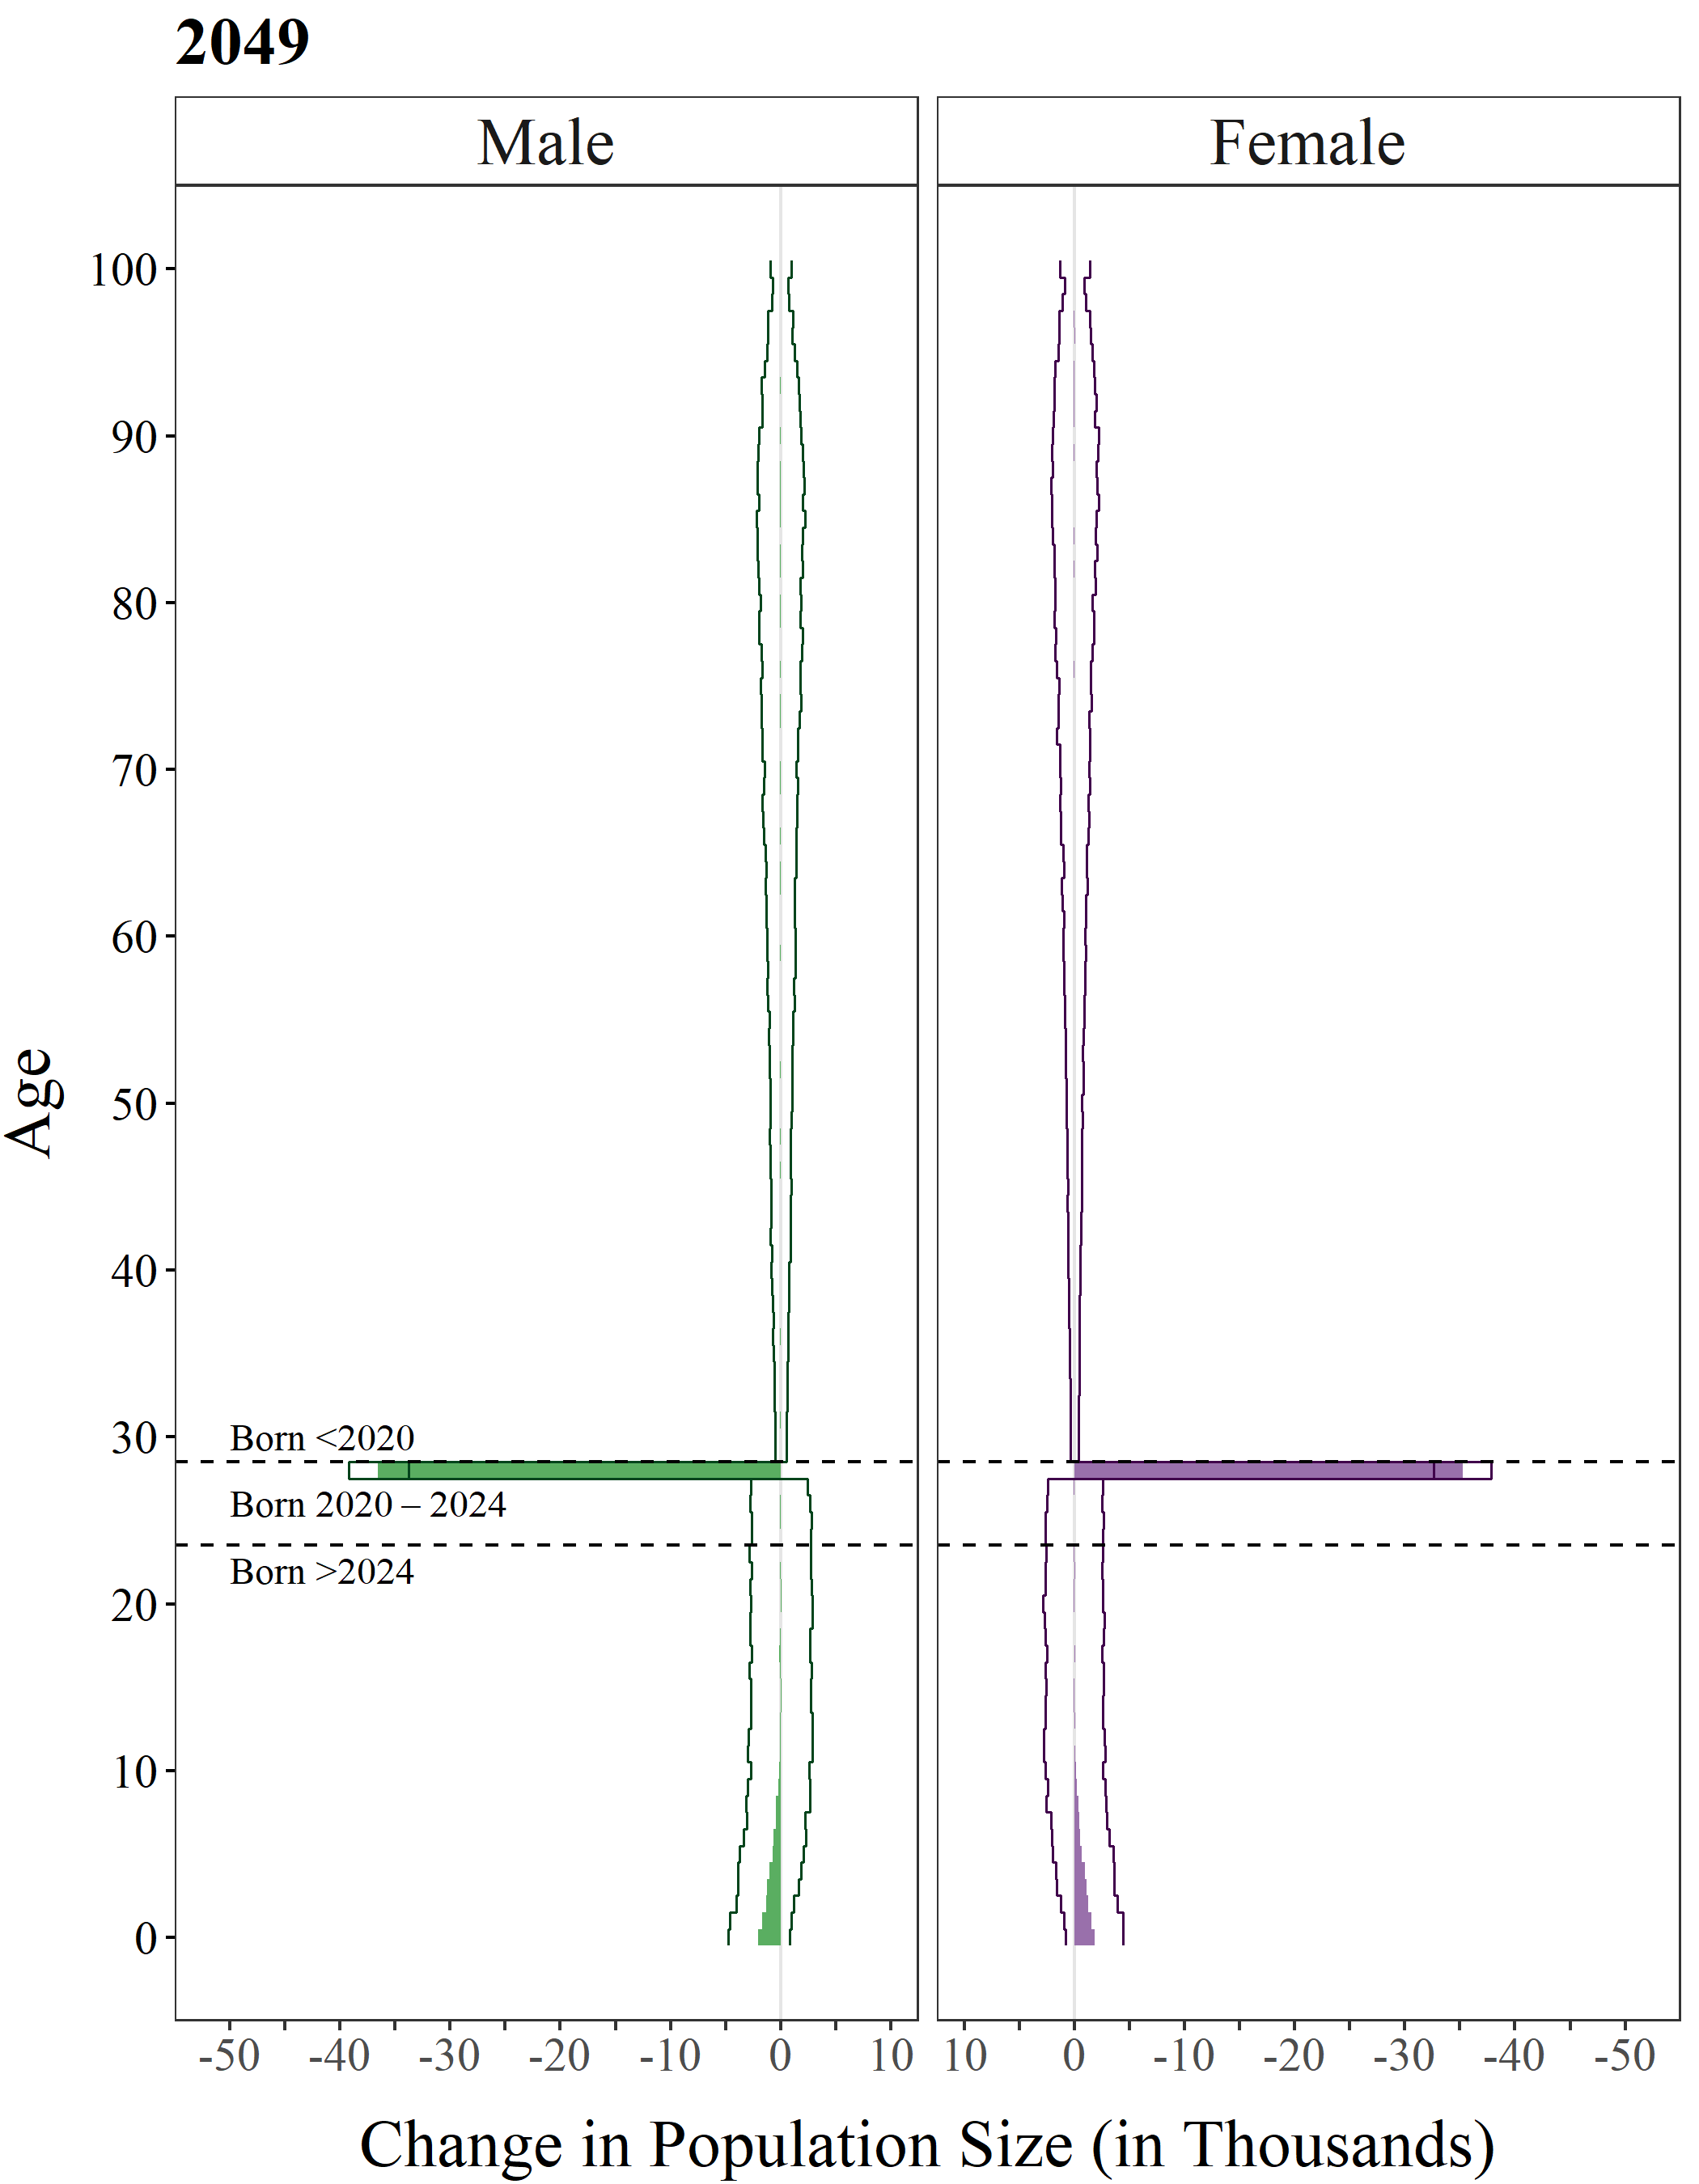 2049
Male
Female
Age
100
90
80
70
60
50
40
30
20
10
0
Born <2020
Born 2020 – 2024
Born >2024
-50 -40 -30 -20 -10 0 10
10 0 -10 -20 -30 -40 -50
Change in Population Size (in Thousands)